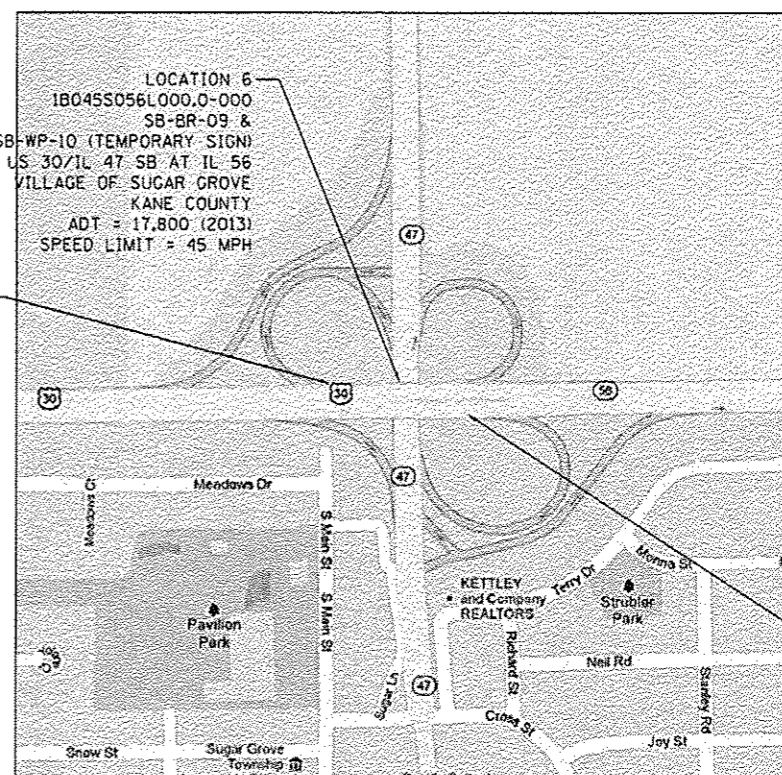 LOCATION 6
1B045S056L000.0-000
SB-BR-09 &
SB-WP-10 (TEMPORARY SIGN)
US 30/IL 47 SB AT IL 56
VILLAGE OF SUGAR GROVE
KANE COUNTY
ADT = 17,800 (2013)
SPEED LIMIT = 45 MPH
47
30
30
56
47
Meadows Dr
Meadows Ct
S Main St
S Main St
Monna St
Terry Dr
KETTLEY
and Company
REALTORS
Strubler
Park
Pavilion
Park
Richard St
Neil Rd
Stanley Rd
47
Sugar Ln
Cross St
Joy St
Snow St
Sugar Grove
Township